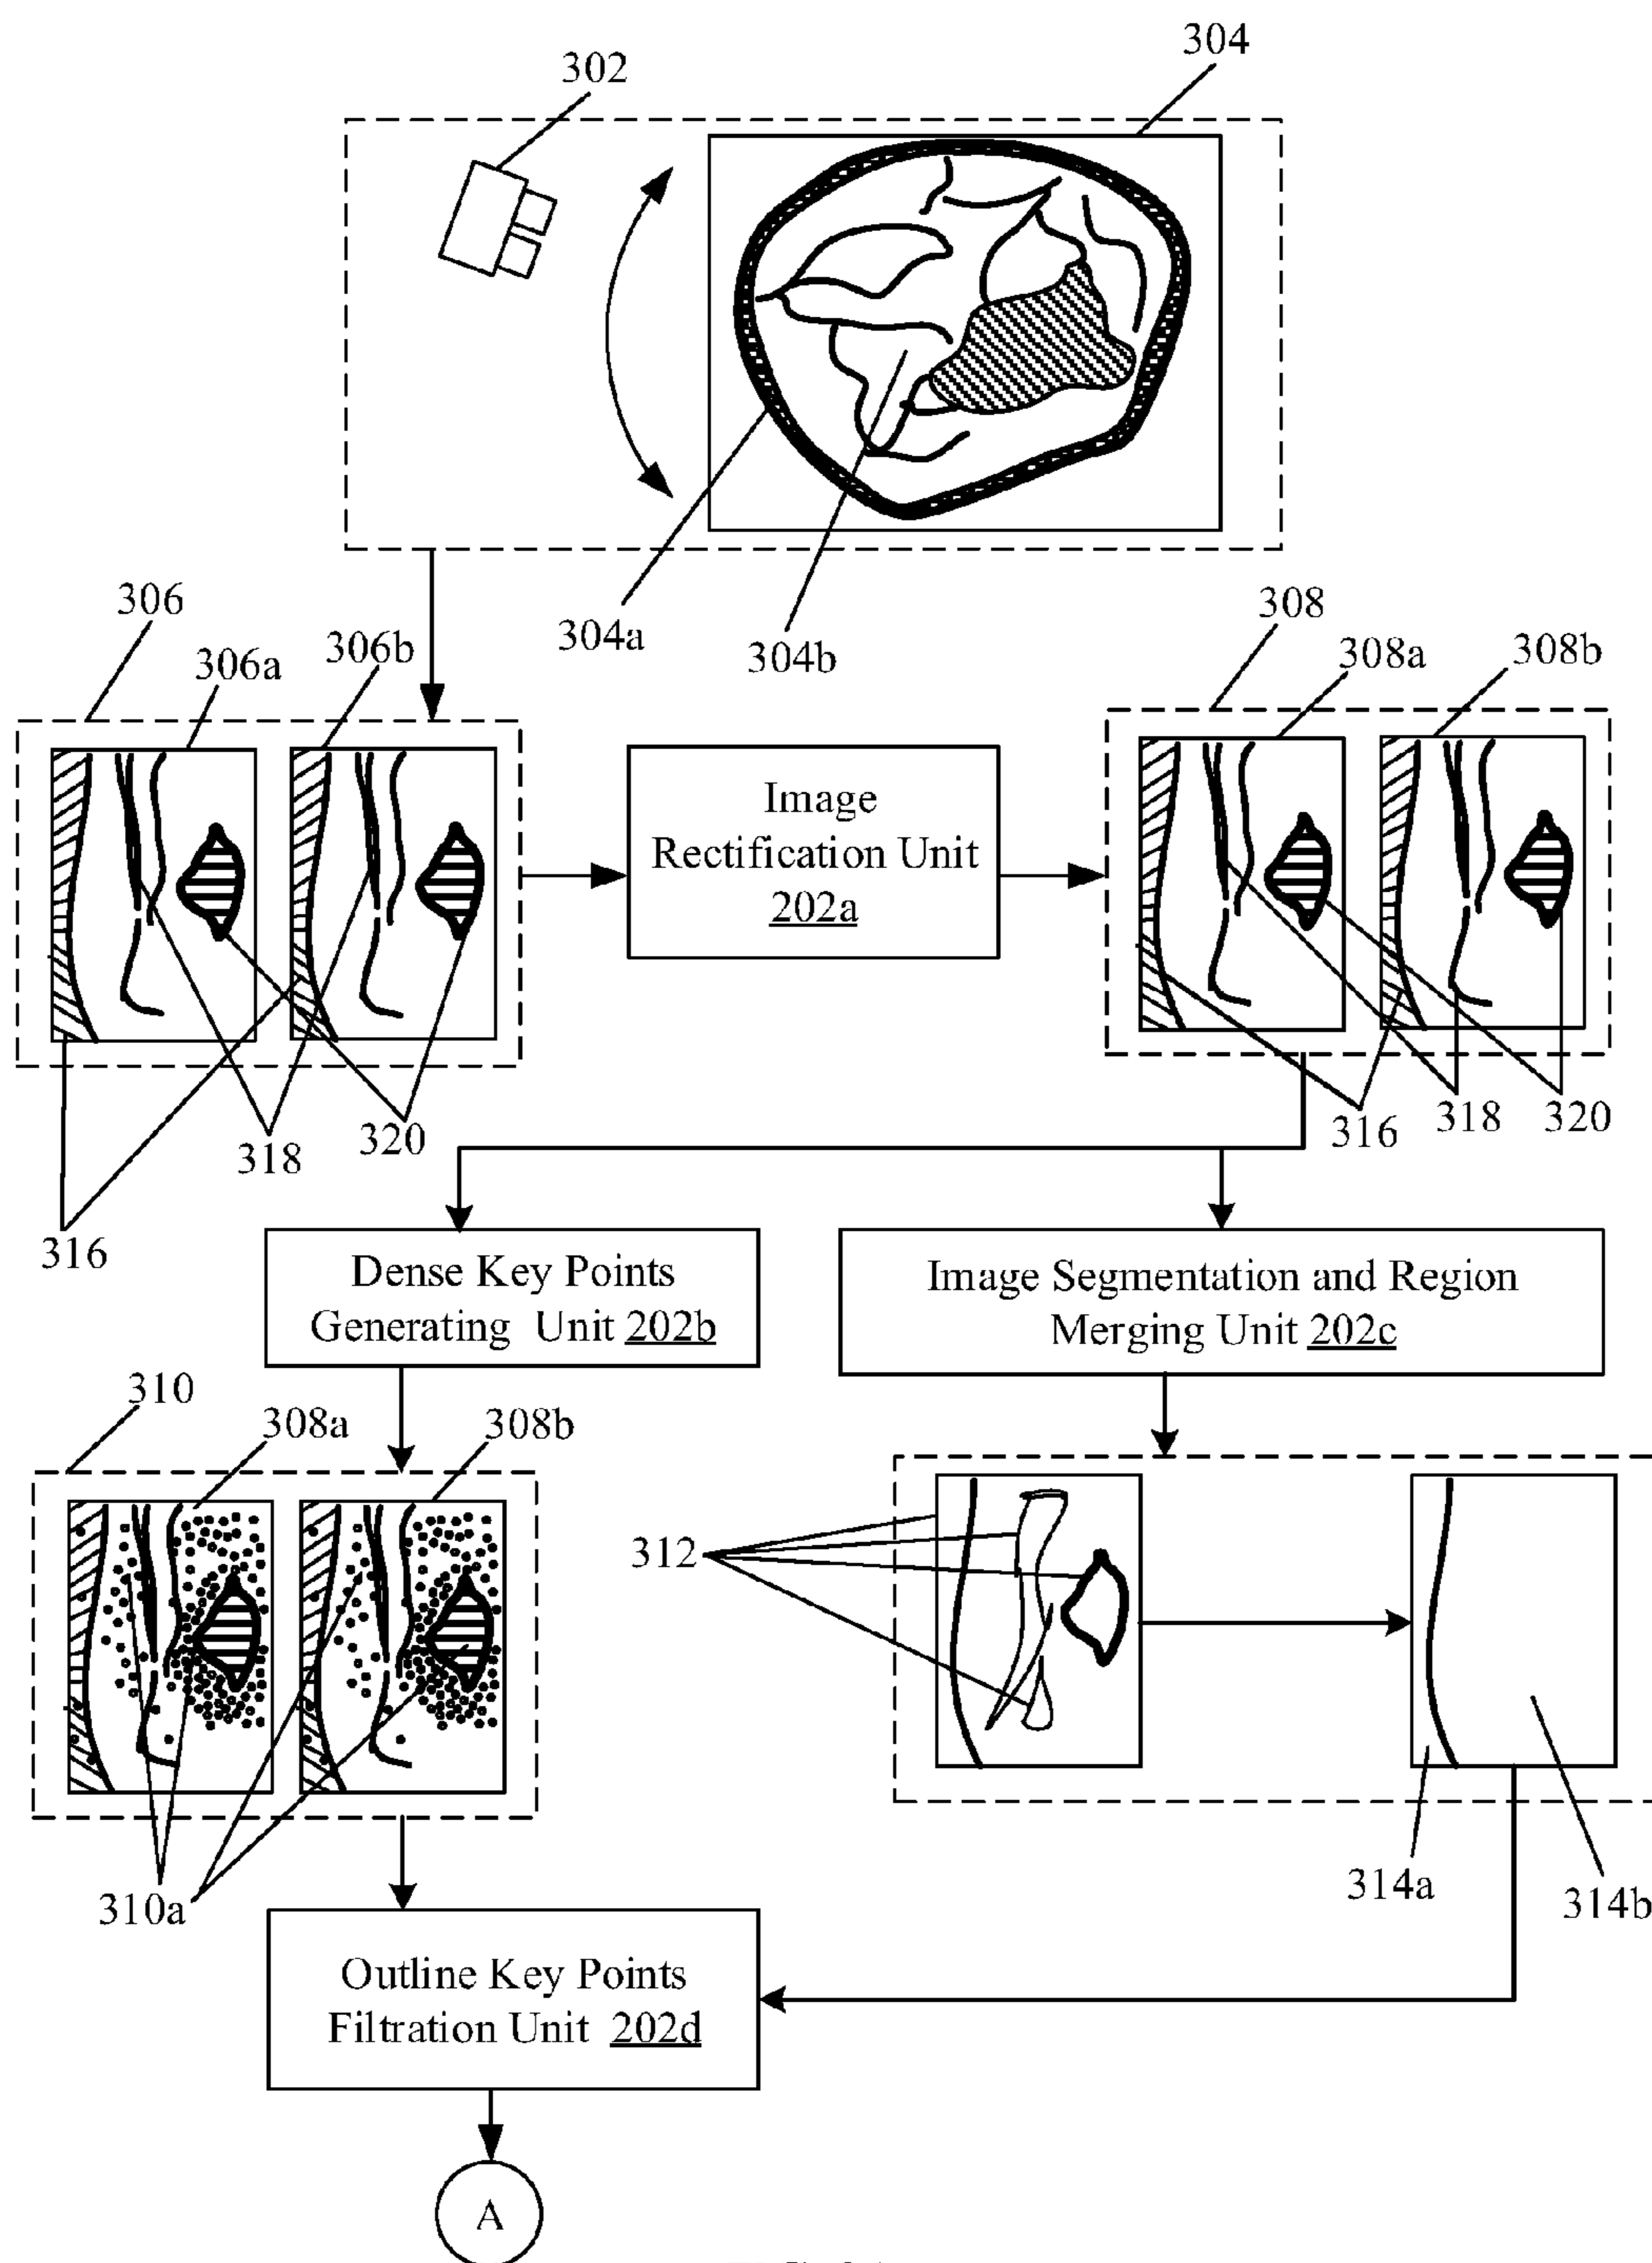 304
302
304a
304b
306
306a
306b
308
308a
308b
Image
Rectification Unit
202a
318
320
316
316
318
320
Dense Key Points
Generating Unit 202b
Image Segmentation and Region
Merging Unit 202c
310
308a
308b
312
310a
314a
314b
Outline Key Points
Filtration Unit 202d
A